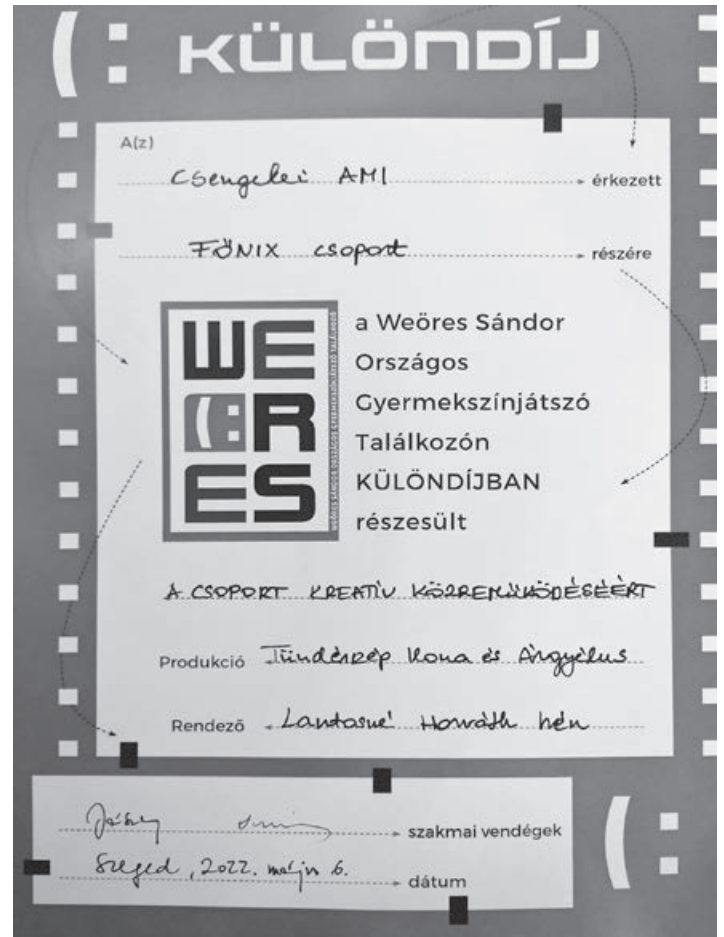 (: KÜLÖNDÍJ
A(z)
Csengelei AMI érkezett
FŐNIX csoport részére
WE
(:R
ES
a Weöres Sándor
Országos
Gyermekszínjátszó
Találkozón
KÜLÖNDÍJBAN
részesült
A CSOPORT KREATÍV KÖZREMŰKÖDÉSÉÉRT
Produkció Tündérszép Ilona és Árgyélus
Rendező Lantosné Horváth
szakmai vendégek
Szeged, 2022. május 6.
dátum
(: